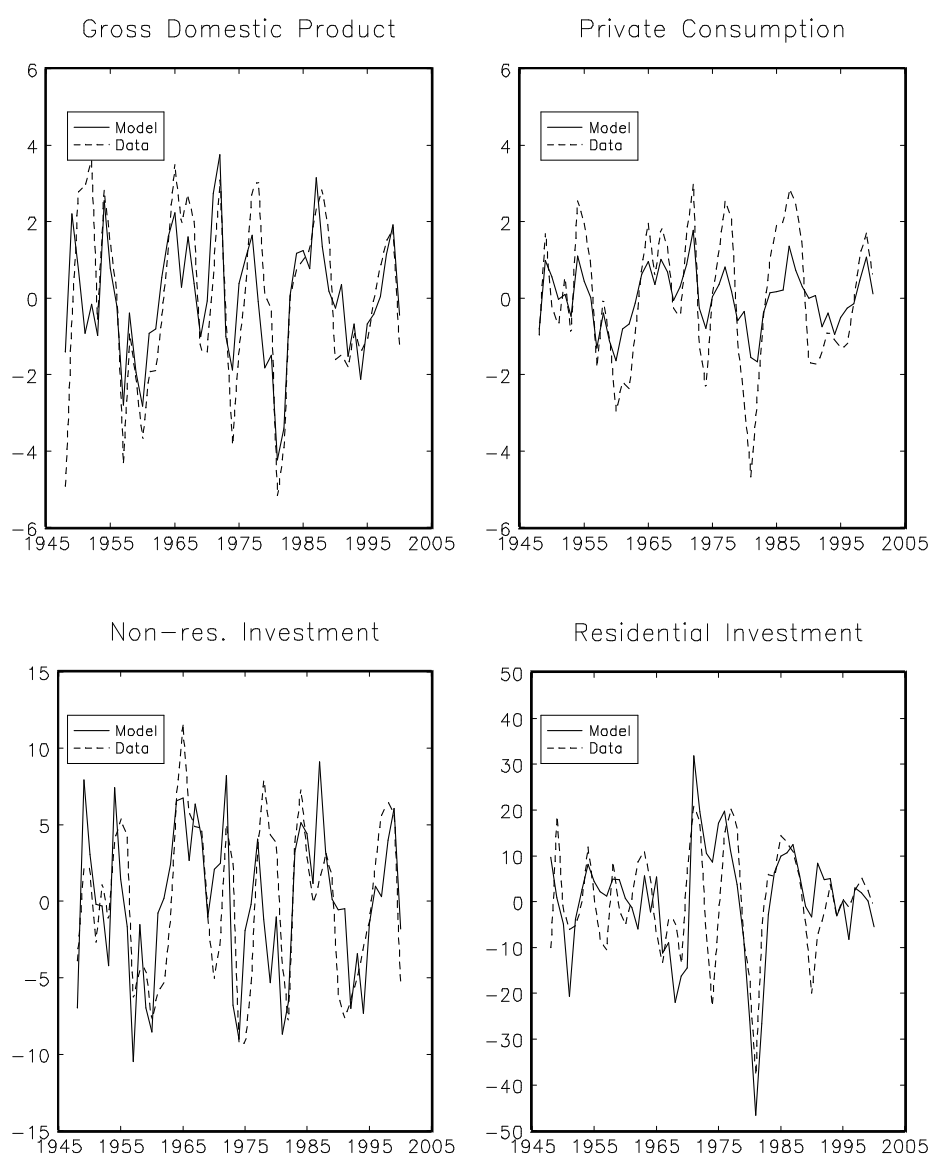 Gross Domestic Product
6
4
2
0
−2
−4
−6
Model
Data
1945 1955 1965 1975 1985 1995 2005
Private Consumption
6
4
2
0
−2
−4
−6
Model
Data
1945 1955 1965 1975 1985 1995 2005
Non−res. Investment
15
10
5
0
−5
−10
−15
Model
Data
1945 1955 1965 1975 1985 1995 2005
Residential Investment
50
40
30
20
10
0
−10
−20
−30
−40
−50
Model
Data
1945 1955 1965 1975 1985 1995 2005